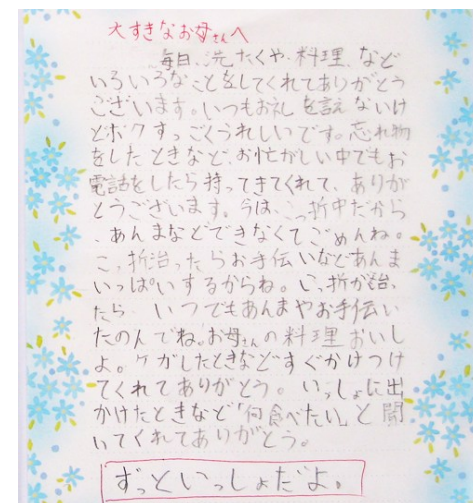 大すきなお母さんへ
毎日、洗たくや、料理、など
いろいろなことをしてくれてありがとう
ございます。いつもお礼を言えないけ
どボクすっごくうれしいです。忘れ物
をしたときなど、お忙がしい中でもお
電話をしたら持ってきてくれて、ありが
とうございます。今は、こっ折中だから
、あんまなどできなくてごめんね。
こっ折治ったらお手伝いなどあんま
いっぱいするからね。こっ折が治っ
たら いつでもあんまやお手伝い
たのんでね。お母さんの料理おいし
よ。ケガしたときなどすぐかけつけ
てくれてありがとう。いっしょに出
かけたときなど「何食べたい」と聞
いてくれてありがとう。
ずっといっしょだよ。